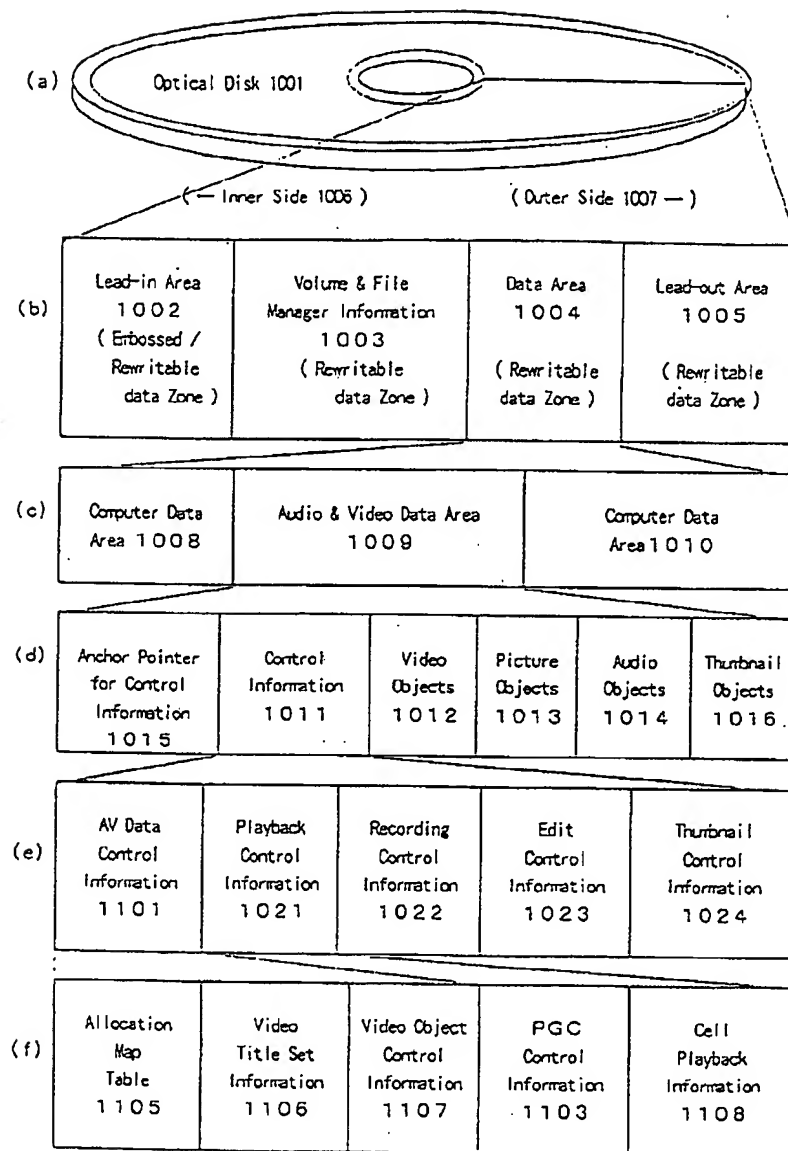 (a)
Optical Disk 1001
(← Inner Side 1006 )
(Outer Side 1007 — )
(b)
Lead-in Area
1002
( Embossed /
Rewritable
data Zone )
Volume & File
Manager Information
1003
( Rewritable
data Zone )
Data Area
1004
( Rewritable
data Zone )
Lead-out Area
1005
( Rewritable
data Zone )
(c)
Computer Data
Area 1008
Audio & Video Data Area
1009
Computer Data
Area 1010
(d)
Anchor Pointer
for Control
Information
1015
Control
Information
1011
Video
Objects
1012
Picture
Objects
1013
Audio
Objects
1014
Thumbnail
Objects
1016
(e)
AV Data
Control
Information
1101
Playback
Control
Information
1021
Recording
Control
Information
1022
Edit
Control
Information
1023
Thumbnail
Control
Information
1024
(f)
Allocation
Map
Table
1105
Video
Title Set
Information
1106
Video Object
Control
Information
1107
PGC
Control
Information
1103
Cell
Playback
Information
1108